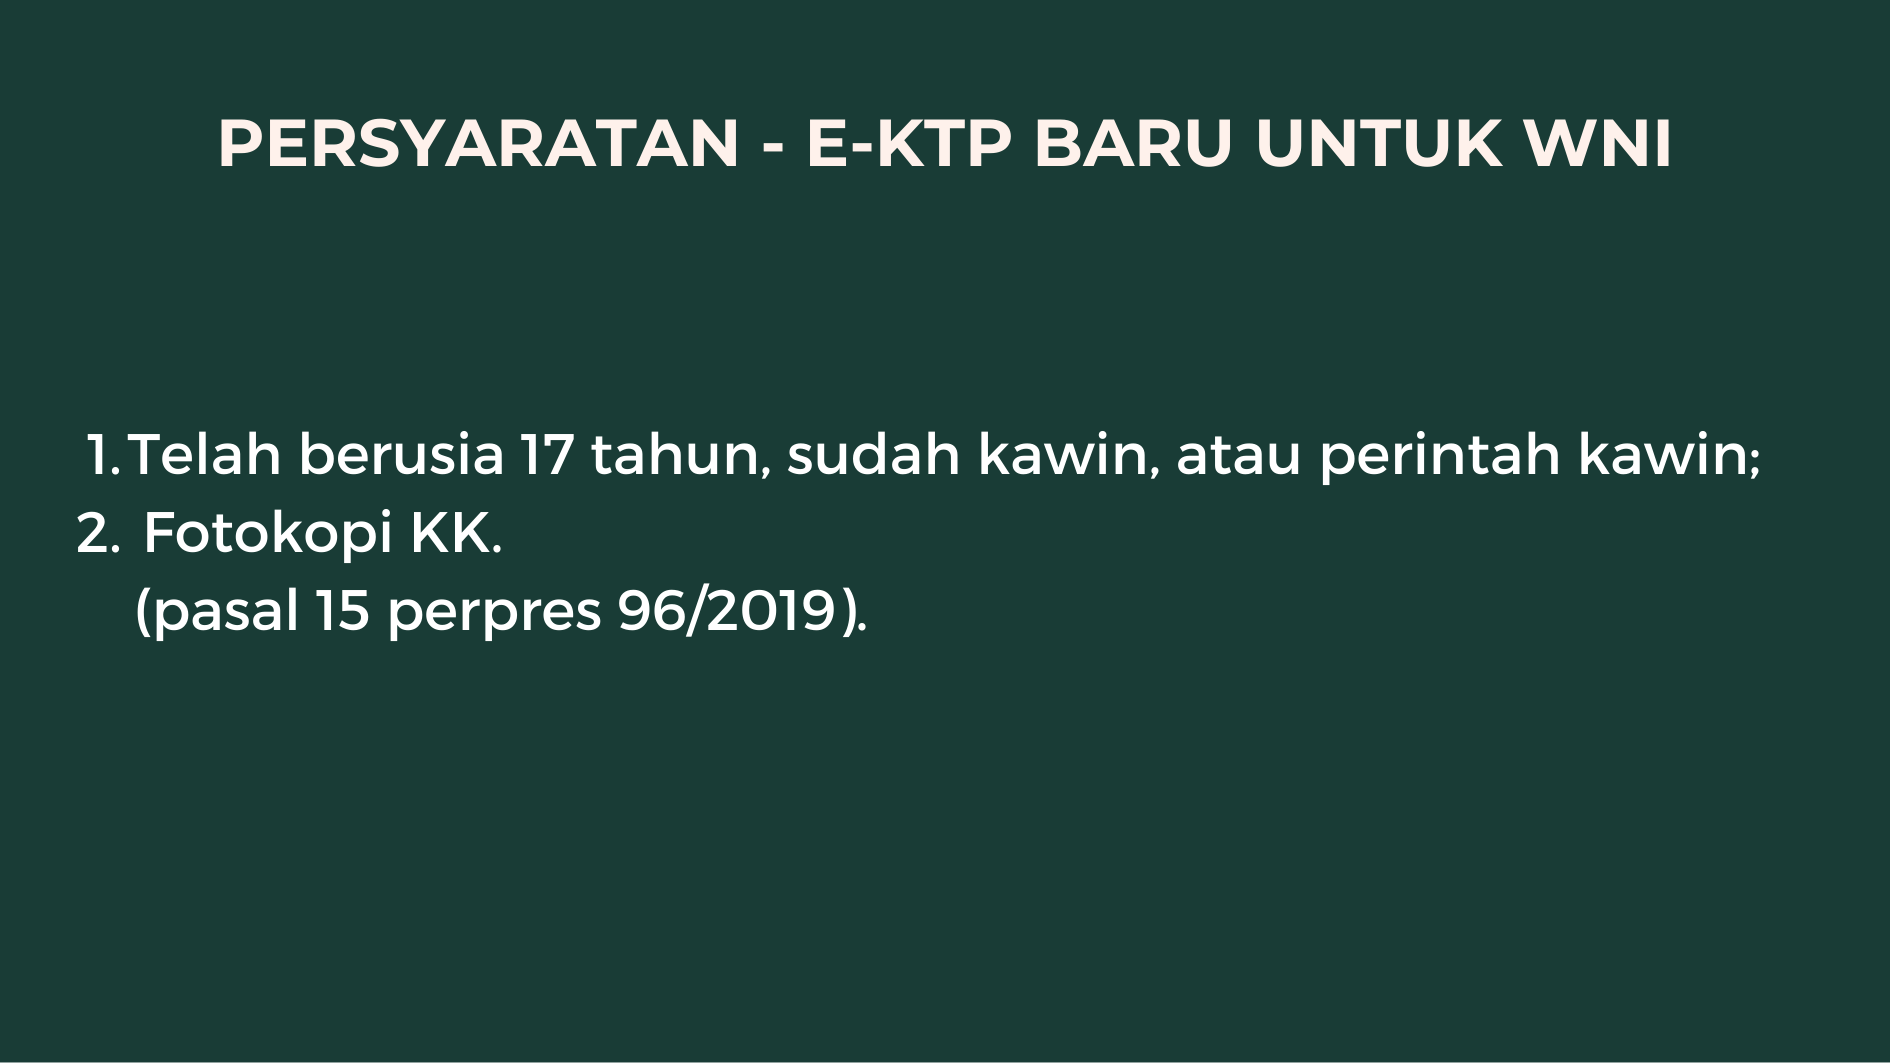 PERSYARATAN - E-KTP BARU UNTUK WNI
1. Telah berusia 17 tahun, sudah kawin, atau perintah kawin;
2. Fotokopi KK.
(pasal 15 perpres 96/2019).